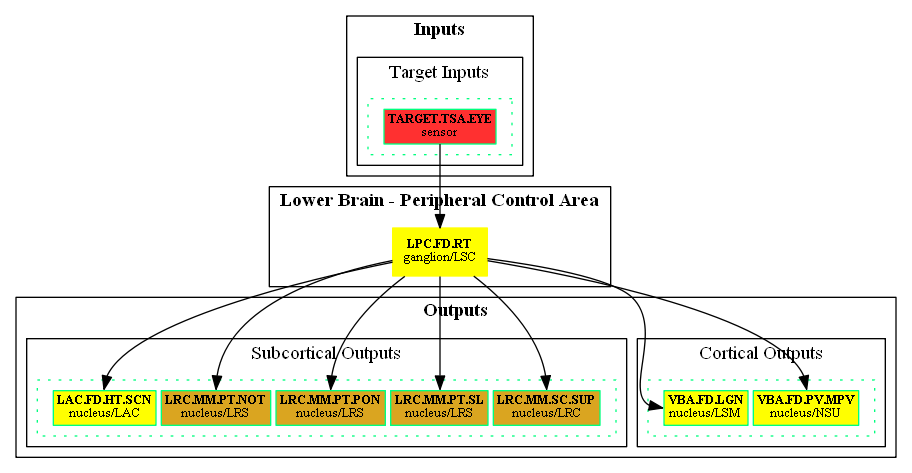 Inputs
Target Inputs
TARGET.TSA.EYE
sensor
Lower Brain - Peripheral Control Area
LPC.FD.RT
ganglion/LSC
Outputs
Subcortical Outputs
LAC.FD.HT.SCN
nucleus/LAC
LRC.MM.PT.NOT
nucleus/LRS
LRC.MM.PT.PON
nucleus/LRS
LRC.MM.PT.SL
nucleus/LRS
LRC.MM.SC.SUP
nucleus/LRC
Cortical Outputs
VBA.FD.LGN
nucleus/LSM
VBA.FD.PV.MPV
nucleus/NSU